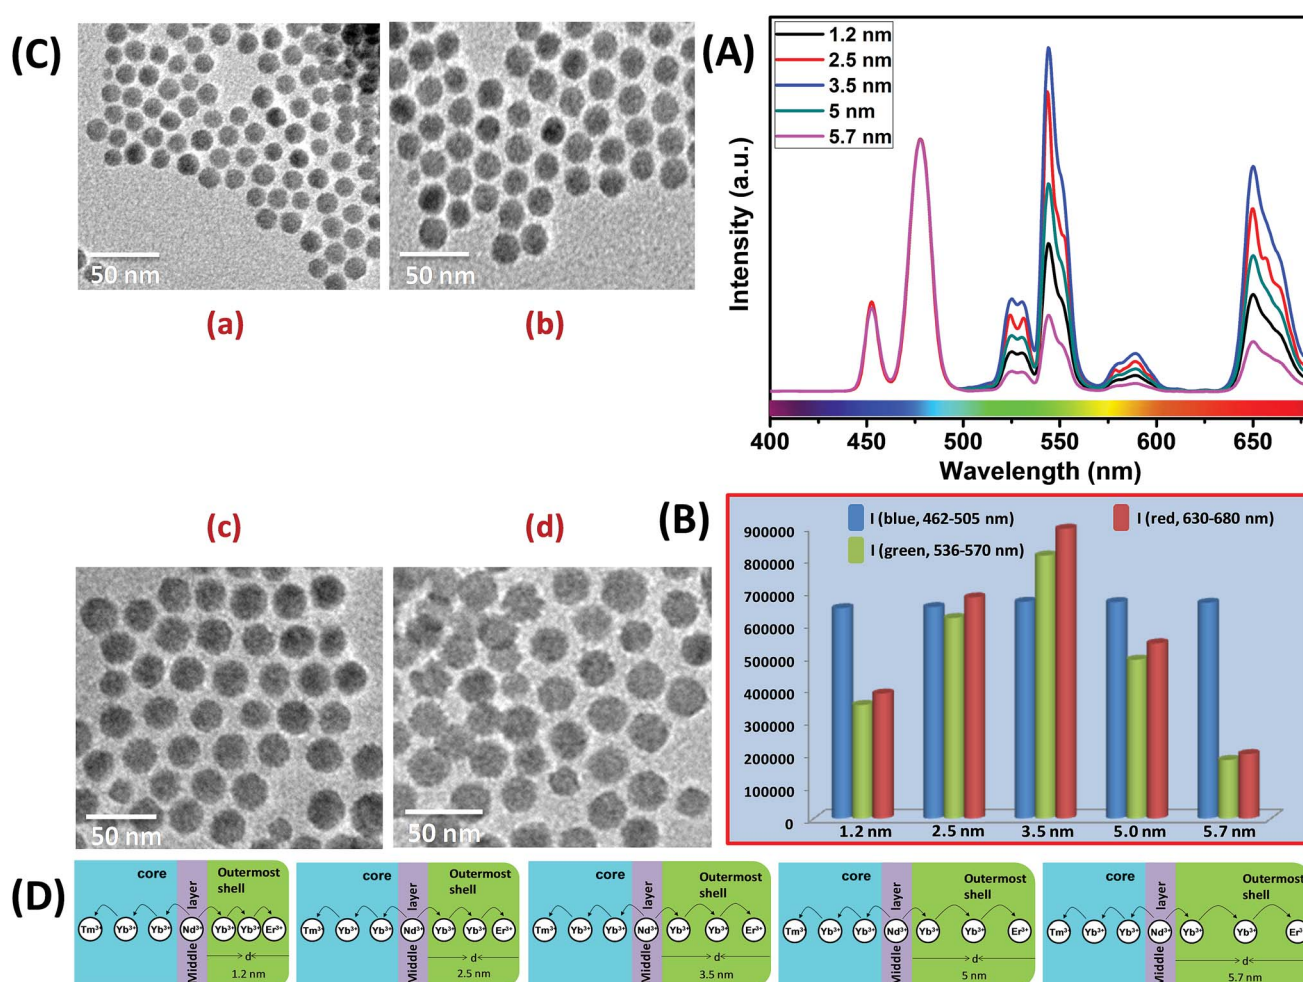 (C)
50 nm
(a)
50 nm
(b)
(c)
(d)
50 nm
50 nm
(A)
1.2 nm
2.5 nm
3.5 nm
5 nm
5.7 nm
Intensity (a.u.)
400 450 500 550 600 650
Wavelength (nm)
(B)
I (blue, 462-505 nm)
I (red, 630-680 nm)
I (green, 536-570 nm)
900000
800000
700000
600000
500000
400000
300000
200000
100000
0
1.2 nm 2.5 nm 3.5 nm 5.0 nm 5.7 nm
(D)
core
Middle layer
Outermost
shell
Tm³⁺ Yb³⁺ Yb³⁺ Nd³⁺ Yb³⁺ Yb³⁺ Er³⁺
d
1.2 nm
core
Middle layer
Outermost
shell
Tm³⁺ Yb³⁺ Yb³⁺ Nd³⁺ Yb³⁺ Yb³⁺ Er³⁺
d
2.5 nm
core
Middle layer
Outermost
shell
Tm³⁺ Yb³⁺ Yb³⁺ Nd³⁺ Yb³⁺ Yb³⁺ Er³⁺
d
3.5 nm
core
Middle layer
Outermost
shell
Tm³⁺ Yb³⁺ Yb³⁺ Nd³⁺ Yb³⁺ Yb³⁺ Er³⁺
d
5 nm
core
Middle layer
Outermost
shell
Tm³⁺ Yb³⁺ Yb³⁺ Nd³⁺ Yb³⁺ Yb³⁺ Er³⁺
d
5.7 nm